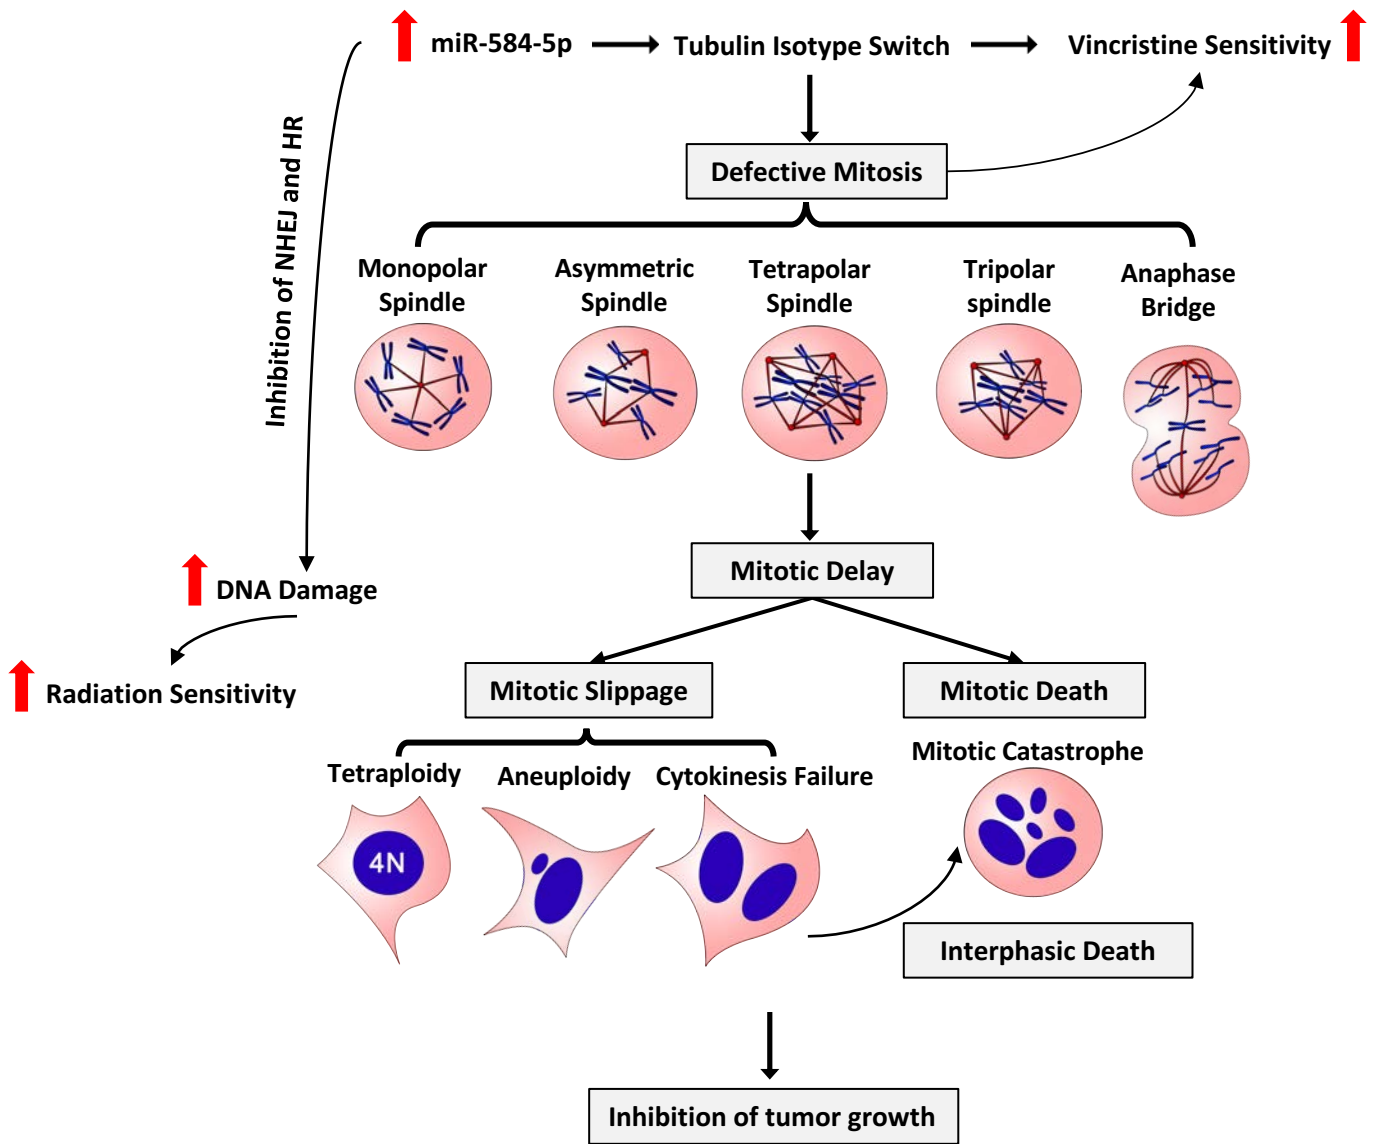 miR-584-5p
Tubulin Isotype Switch
Vincristine Sensitivity
Inhibition of NHEJ and HR
Defective Mitosis
Monopolar
Spindle
Asymmetric
Spindle
Tetrapolar
Spindle
Tripolar
spindle
Anaphase
Bridge
DNA Damage
Radiation Sensitivity
Mitotic Delay
Mitotic Slippage
Mitotic Death
Tetraploidy
Aneuploidy
Cytokinesis Failure
Mitotic Catastrophe
4N
Interphasic Death
Inhibition of tumor growth